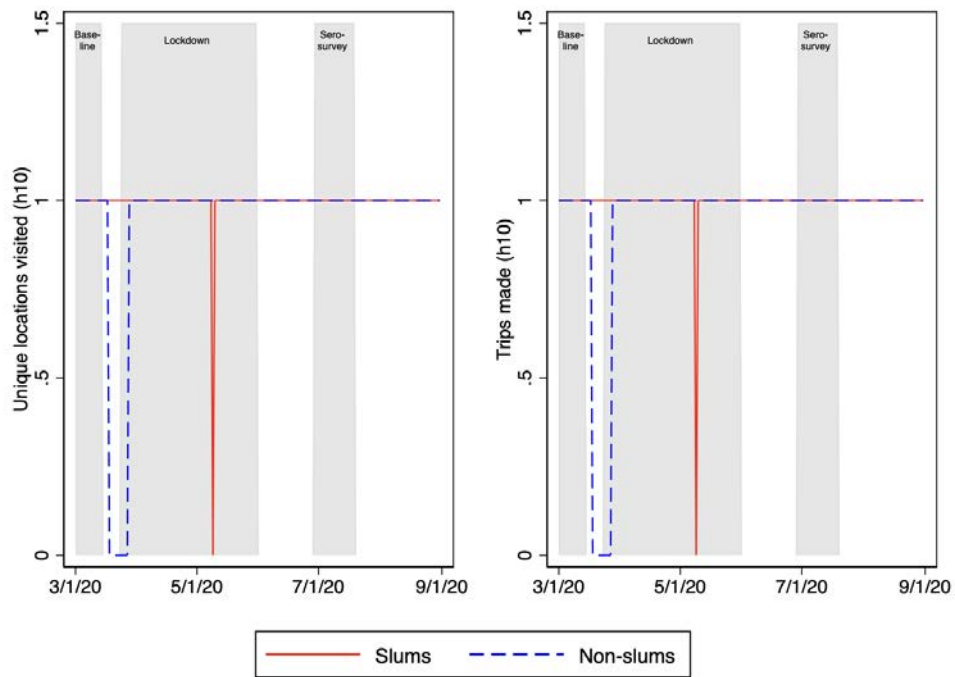 1.5
1
.5
0
Unique locations visited (h10)
Base-
line
Lockdown
Sero-
survey
3/1/20
5/1/20
7/1/20
9/1/20
1.5
1
.5
0
Trips made (h10)
Base-
line
Lockdown
Sero-
survey
3/1/20
5/1/20
7/1/20
9/1/20
Slums
Non-slums